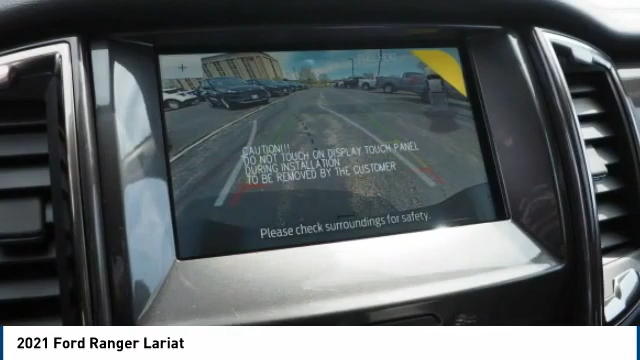 CAUTION!!!
DO NOT TOUCH ON DISPLAY TOUCH PANEL
DURING INSTALLATION
TO BE REMOVED BY THE CUSTOMER
Please check surroundings for safety.
2021 Ford Ranger Lariat